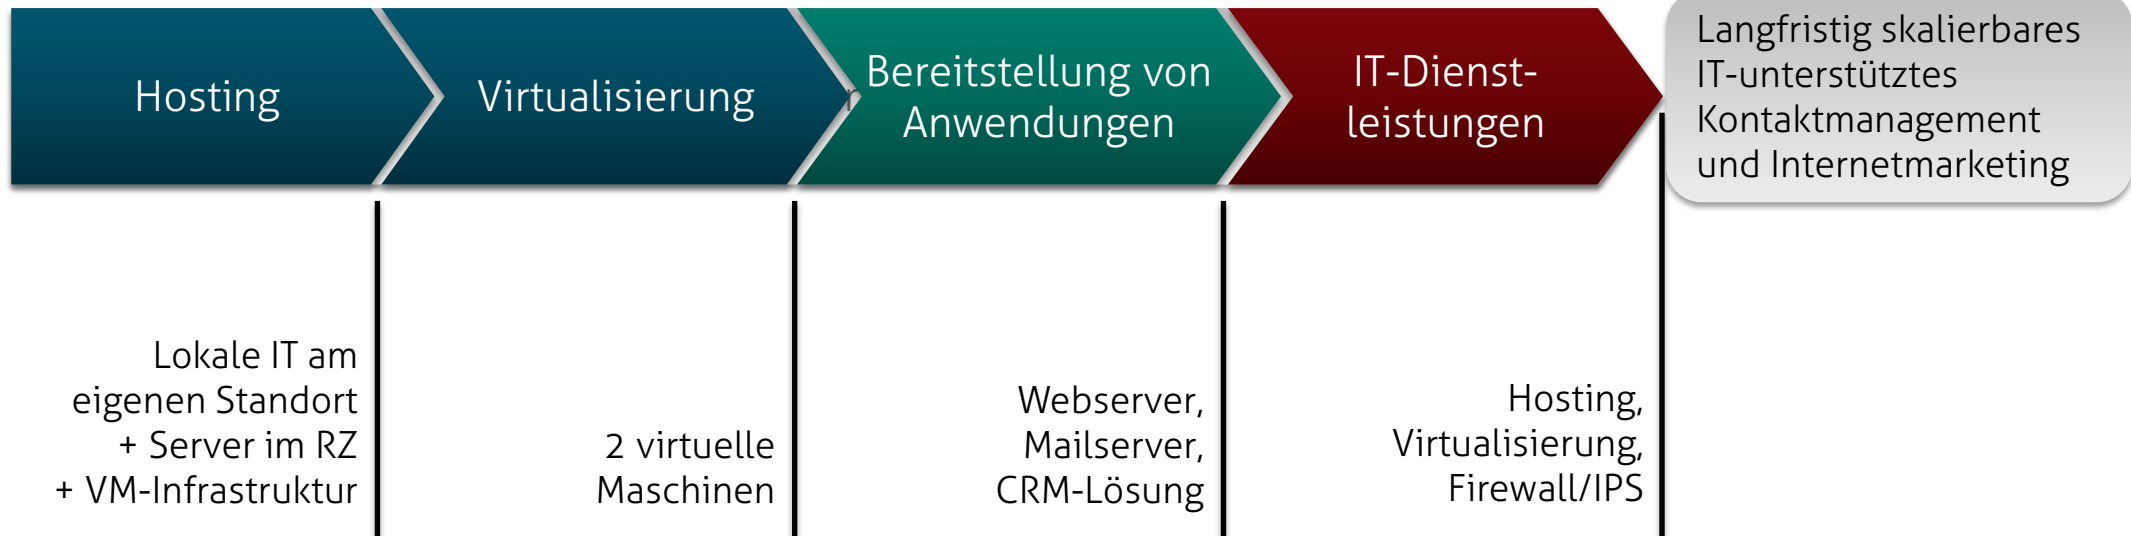 Hosting
Virtualisierung
r
Bereitstellung von
Anwendungen
IT-Dienst-
leistungen
Langfristig skalierbares
IT-unterstütztes
Kontaktmanagement
und Internetmarketing
Lokale IT am
eigenen Standort
+ Server im RZ
+ VM-Infrastruktur
2 virtuelle
Maschinen
Webserver,
Mailserver,
CRM-Lösung
Hosting,
Virtualisierung,
Firewall/IPS